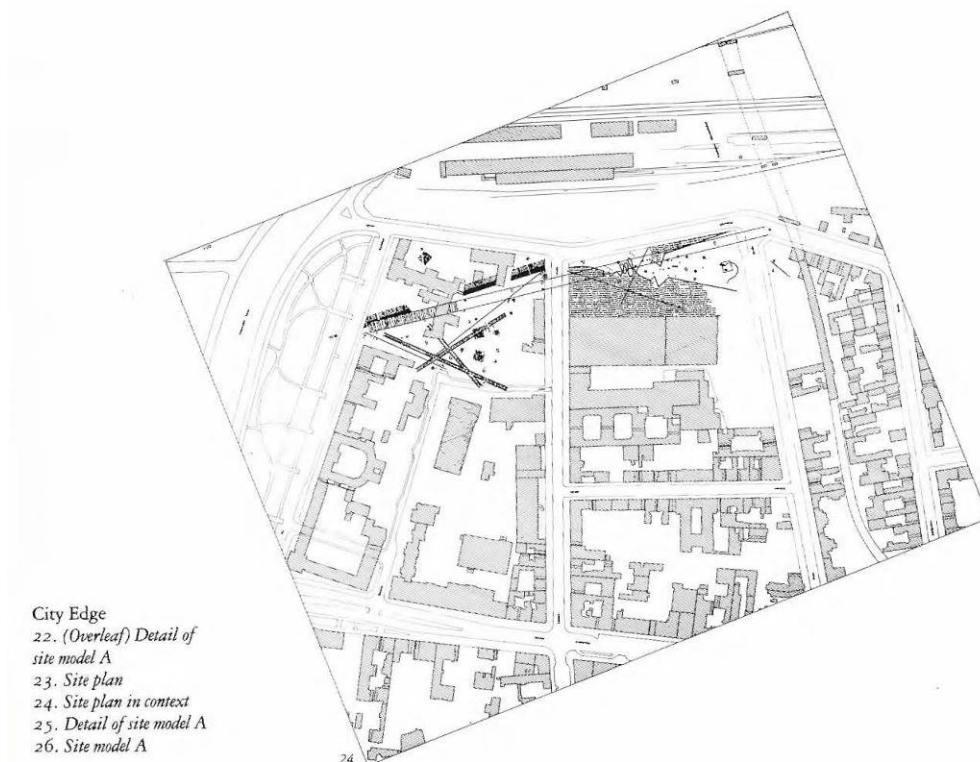 City Edge
22. (Overleaf) Detail of
site model A
23. Site plan
24. Site plan in context
25. Detail of site model A
26. Site model A
24